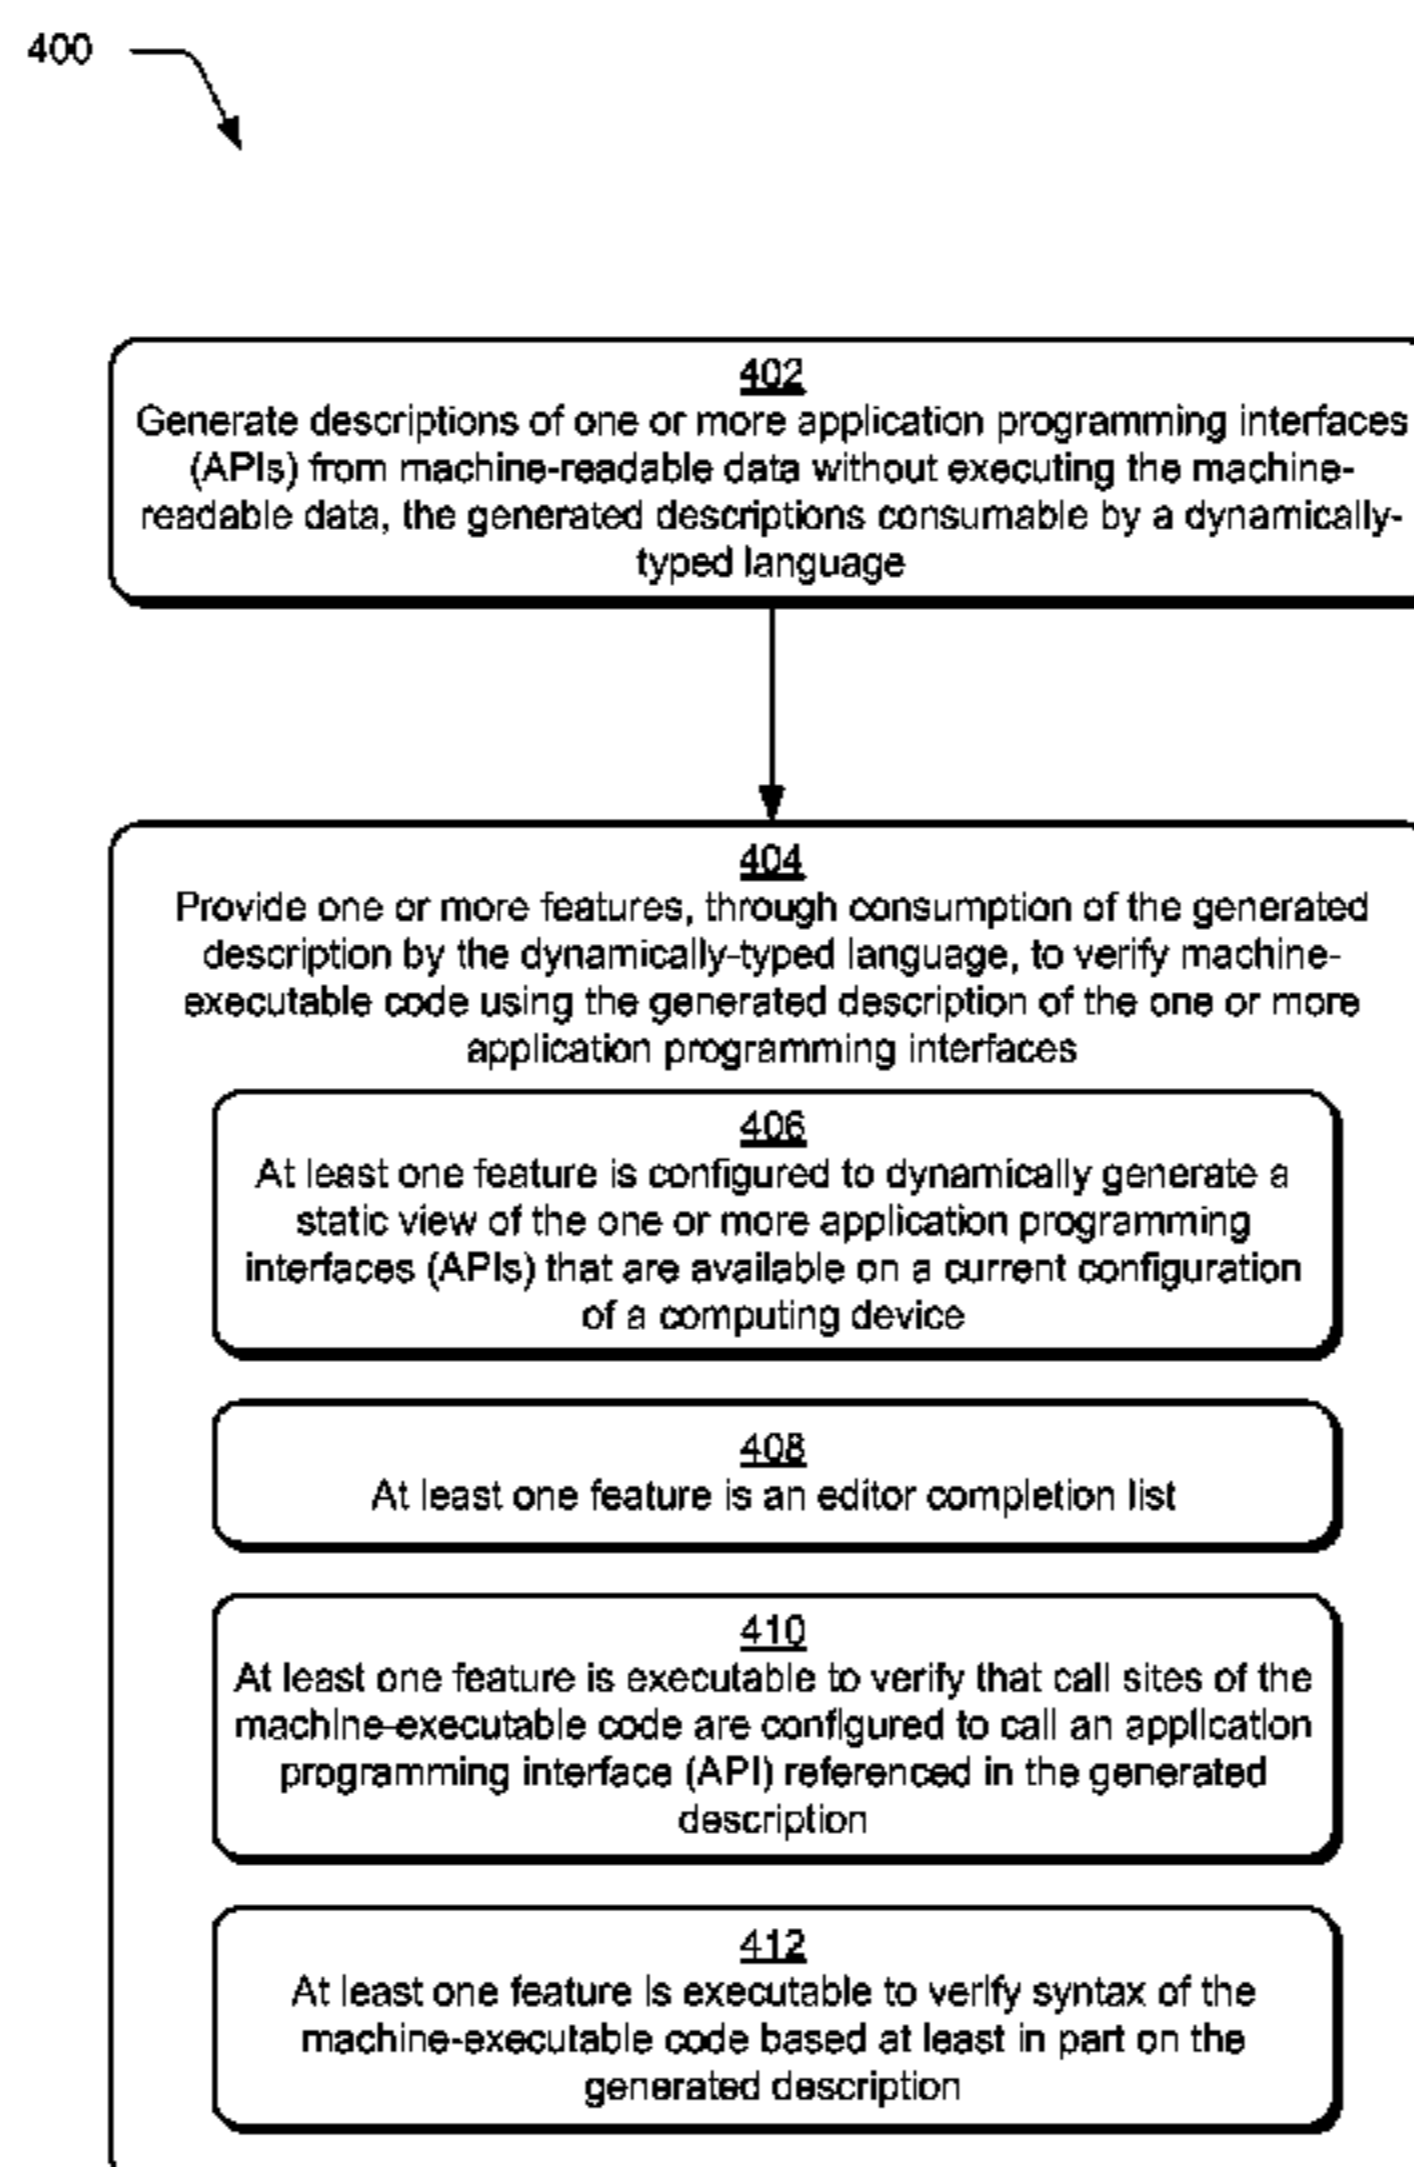 400
402
Generate descriptions of one or more application programming interfaces
(APIs) from machine-readable data without executing the machine-
readable data, the generated descriptions consumable by a dynamically-
typed language
404
Provide one or more features, through consumption of the generated
description by the dynamically-typed language, to verify machine-
executable code using the generated description of the one or more
application programming interfaces
406
At least one feature is configured to dynamically generate a
static view of the one or more application programming
interfaces (APIs) that are available on a current configuration
of a computing device
408
At least one feature is an editor completion list
410
At least one feature is executable to verify that call sites of the
machine-executable code are configured to call an application
programming interface (API) referenced in the generated
description
412
At least one feature is executable to verify syntax of the
machine-executable code based at least in part on the
generated description